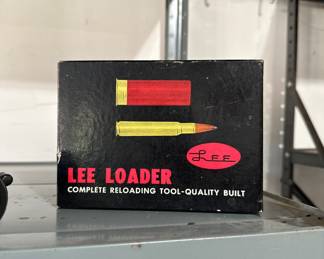 Lee
LEE LOADER
COMPLETE RELOADING TOOL-QUALITY BUILT